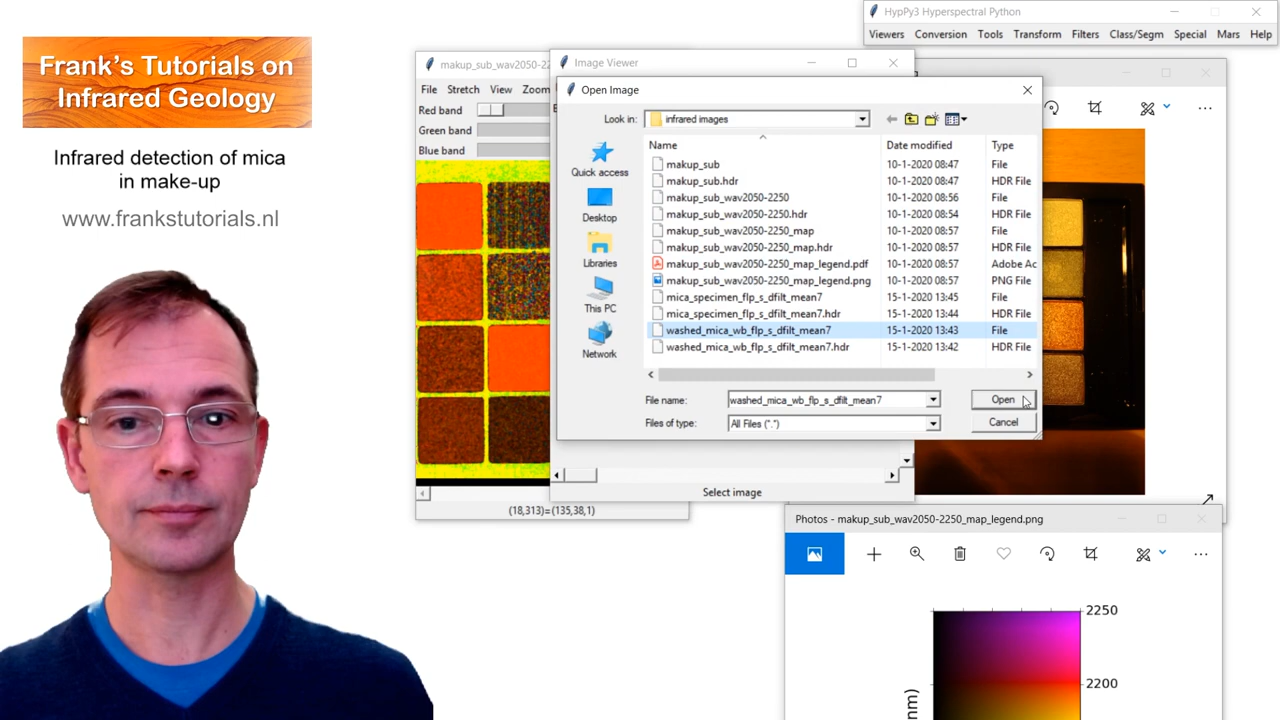 Frank's Tutorials on
Infrared Geology
Infrared detection of mica
in make-up
www.frankstutorials.nl
HypPy3 Hyperspectral Python
Viewers Conversion Tools Transform Filters Class/Segm Special Mars Help
makup_sub_wav2050-22
File Stretch View Zoom
Red band
Green band
Blue band
(18,313)=(135,38,1)
Image Viewer
Select image
Open Image
Look in: infrared images
Quick access
Desktop
Libraries
This PC
Network
Name Date modified Type
makup_sub 10-1-2020 08:47 File
makup_sub.hdr 10-1-2020 08:47 HDR File
makup_sub_wav2050-2250 10-1-2020 08:56 File
makup_sub_wav2050-2250.hdr 10-1-2020 08:54 HDR File
makup_sub_wav2050-2250_map 10-1-2020 08:57 File
makup_sub_wav2050-2250_map.hdr 10-1-2020 08:57 HDR File
makup_sub_wav2050-2250_map_legend.pdf 10-1-2020 08:57 Adobe Ac
makup_sub_wav2050-2250_map_legend.png 10-1-2020 08:57 PNG File
mica_specimen_flp_s_dfilt_mean7 15-1-2020 13:45 File
mica_specimen_flp_s_dfilt_mean7.hdr 15-1-2020 13:44 HDR File
washed_mica_wb_flp_s_dfilt_mean7 15-1-2020 13:43 File
washed_mica_wb_flp_s_dfilt_mean7.hdr 15-1-2020 13:42 HDR File
File name: washed_mica_wb_flp_s_dfilt_mean7 Open
Files of type: All Files ("*.*") Cancel
Photos - makup_sub_wav2050-2250_map_legend.png
2250
2200
nm)